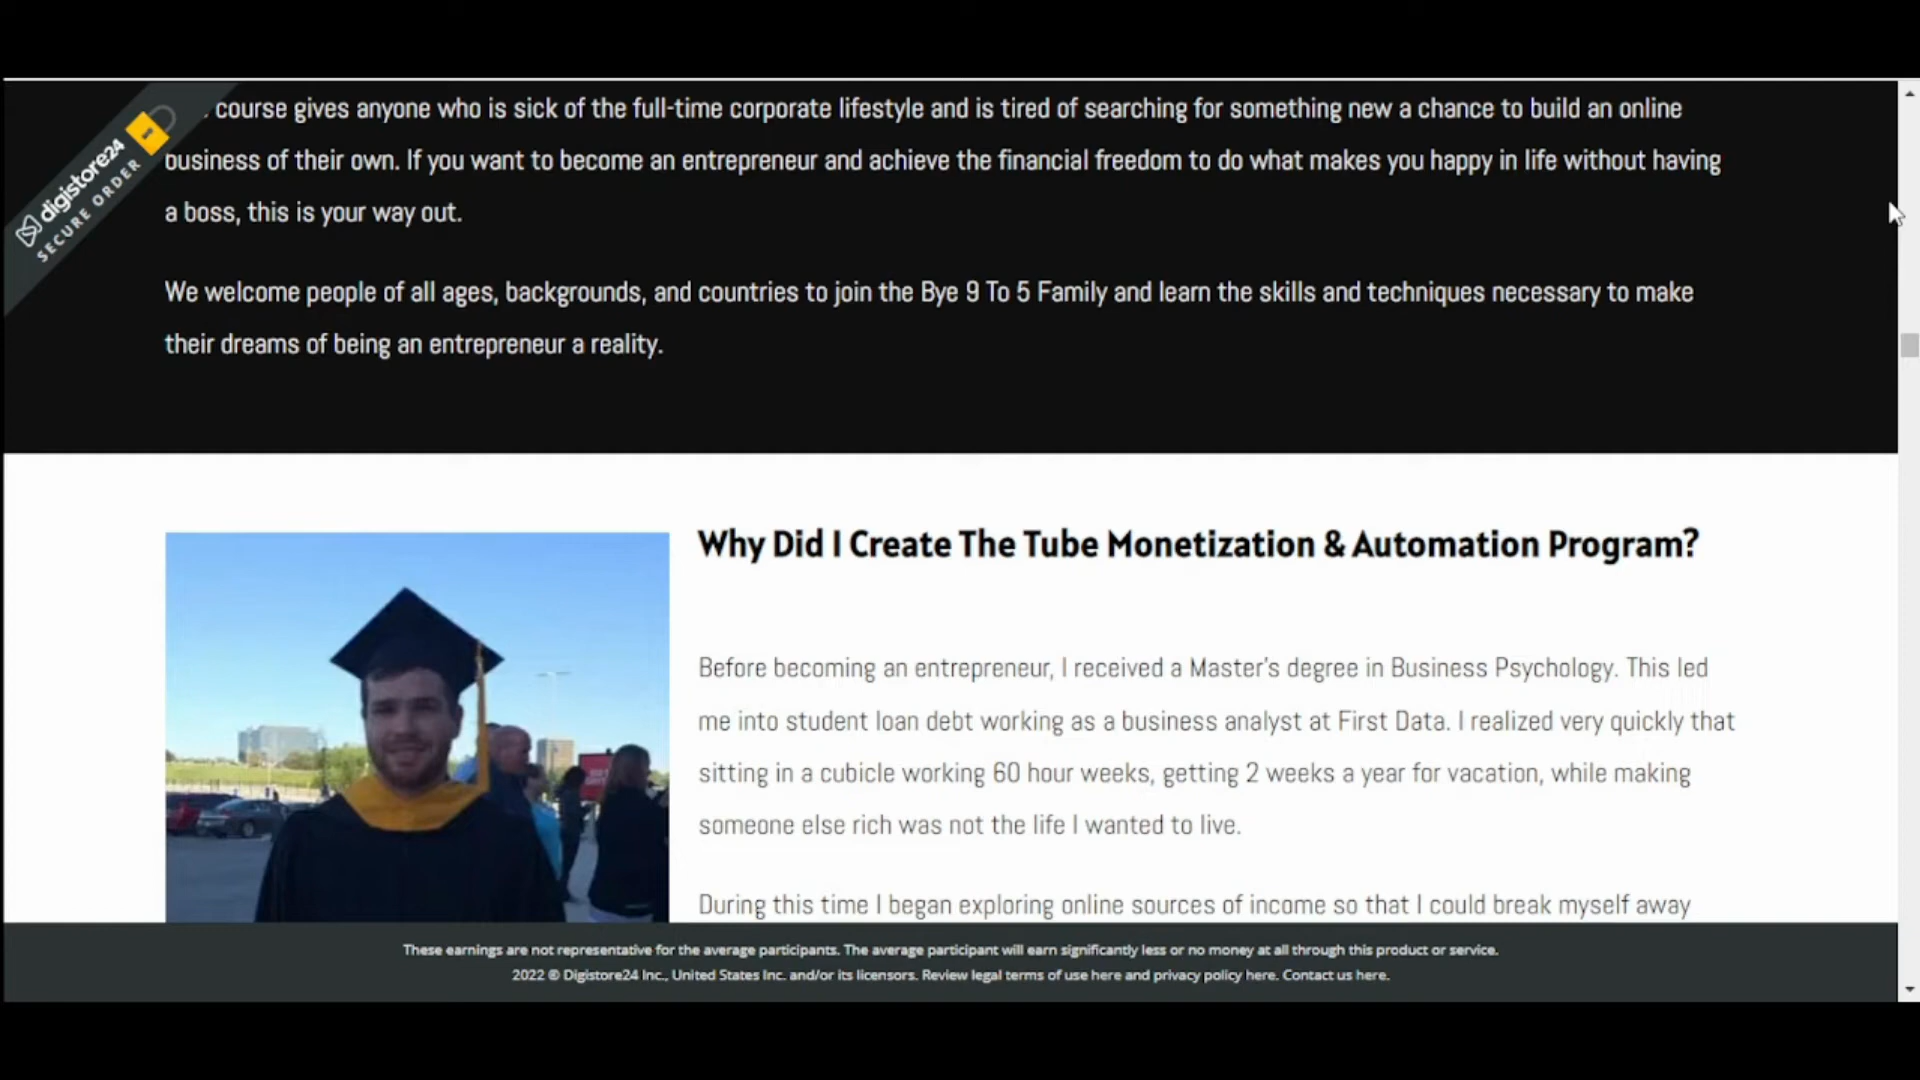 course gives anyone who is sick of the full-time corporate lifestyle and is tired of searching for something new a chance to build an online
business of their own. If you want to become an entrepreneur and achieve the financial freedom to do what makes you happy in life without having
a boss, this is your way out.
digistore24
SECURE ORDER
We welcome people of all ages, backgrounds, and countries to join the Bye 9 To 5 Family and learn the skills and techniques necessary to make
their dreams of being an entrepreneur a reality.
Why Did I Create The Tube Monetization & Automation Program?
Before becoming an entrepreneur, I received a Master's degree in Business Psychology. This led
me into student loan debt working as a business analyst at First Data. I realized very quickly that
sitting in a cubicle working 60 hour weeks, getting 2 weeks a year for vacation, while making
someone else rich was not the life I wanted to live.
During this time I began exploring online sources of income so that I could break myself away
These earnings are not representative for the average participants. The average participant will earn significantly less or no money at all through this product or service.
2022 © Digistore24 Inc., United States Inc. and/or its licensors. Review legal terms of use here and privacy policy here. Contact us here.